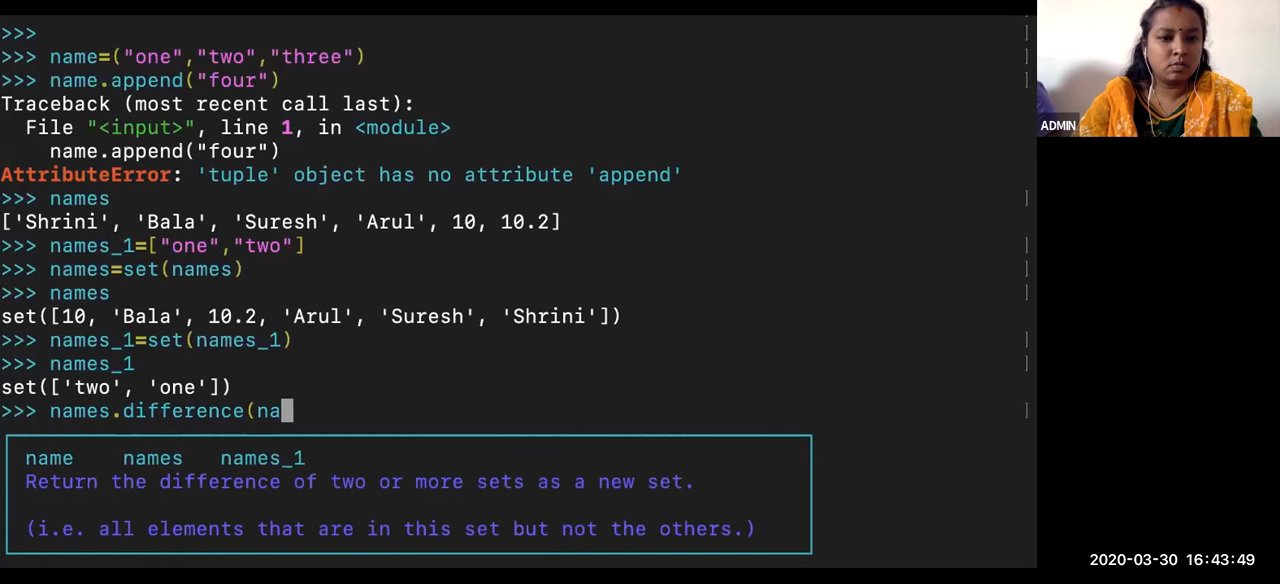 >>>
>>> name=("one","two","three")
>>> name.append("four")
Traceback (most recent call last):
  File "<input>", line 1, in <module>
    name.append("four")
AttributeError: 'tuple' object has no attribute 'append'
>>> names
['Shrini', 'Bala', 'Suresh', 'Arul', 10, 10.2]
>>> names_1=["one","two"]
>>> names=set(names)
>>> names
set([10, 'Bala', 10.2, 'Arul', 'Suresh', 'Shrini'])
>>> names_1=set(names_1)
>>> names_1
set(['two', 'one'])
>>> names.difference(na
name    names   names_1
Return the difference of two or more sets as a new set.
(i.e. all elements that are in this set but not the others.)
ADMIN
2020-03-30 16:43:49